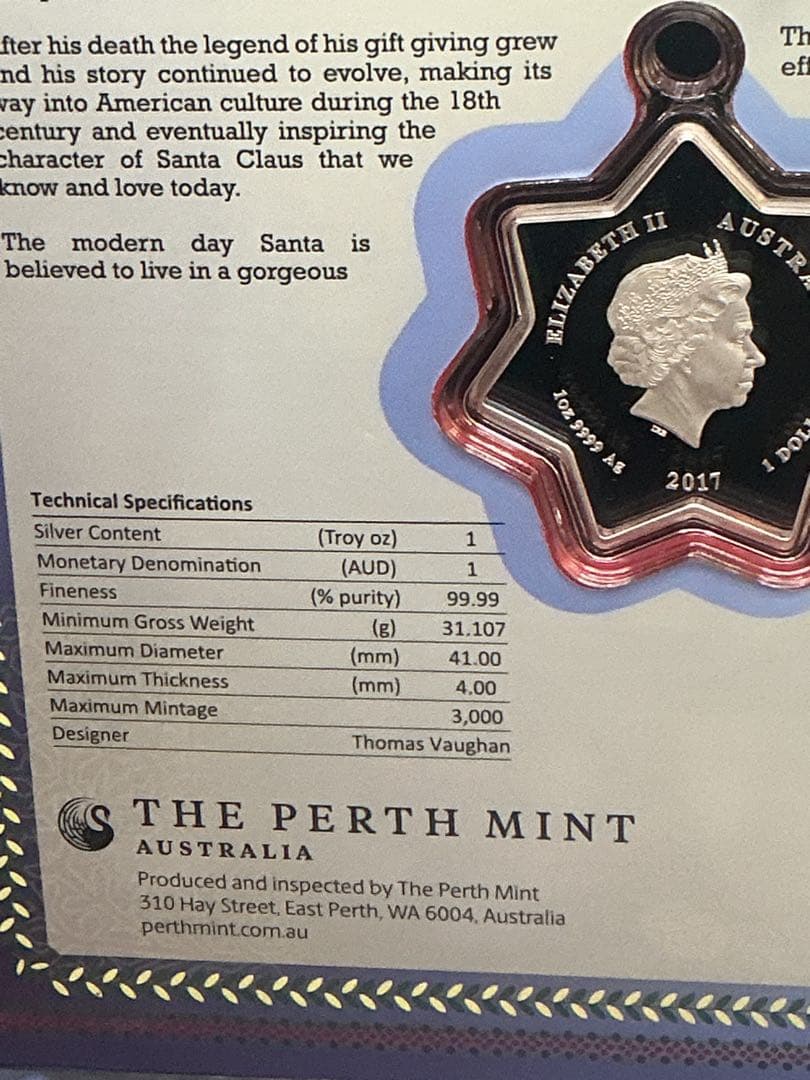 fter his death the legend of his gift giving grew
nd his story continued to evolve, making its
way into American culture during the 18th
century and eventually inspiring the
character of Santa Claus that we
know and love today.
The modern day Santa is
believed to live in a gorgeous
Th
eff
ELIZABETH II
AUSTRA
1oz 9999 Ag
2017
1 DOLL
Technical Specifications
Silver Content (Troy oz) 1
Monetary Denomination (AUD) 1
Fineness (% purity) 99.99
Minimum Gross Weight (g) 31.107
Maximum Diameter (mm) 41.00
Maximum Thickness (mm) 4.00
Maximum Mintage 3,000
Designer Thomas Vaughan
THE PERTH MINT
AUSTRALIA
Produced and inspected by The Perth Mint
310 Hay Street, East Perth, WA 6004, Australia
perthmint.com.au